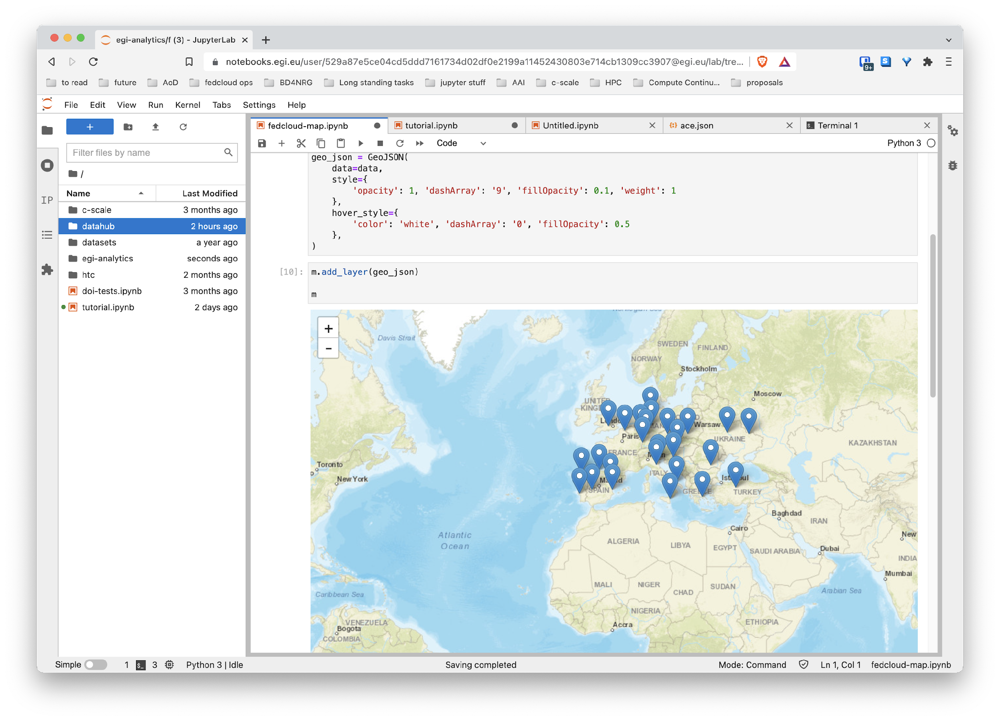 egi-analytics/f (3) - JupyterLab
notebooks.egi.eu/user/529a87e5ce04cd5ddd7161734d02df0e2199a11452430803e714cb1309cc3907@egi.eu/lab/tre...
9+
to read future AoD fedcloud ops BD4NRG Long standing tasks jupyter stuff AAI c-scale HPC Compute Continu... proposals
File Edit View Run Kernel Tabs Settings Help
fedcloud-map.ipynb tutorial.ipynb Untitled.ipynb ace.json Terminal 1
Code Python 3
Filter files by name
/
Name Last Modified
c-scale 3 months ago
datahub 2 hours ago
datasets a year ago
egi-analytics seconds ago
htc 2 months ago
doi-tests.ipynb 3 months ago
tutorial.ipynb 2 days ago
IP
geo_json = GeoJSON(
data=data,
style={
'opacity': 1, 'dashArray': '9', 'fillOpacity': 0.1, 'weight': 1
},
hover_style={
'color': 'white', 'dashArray': '0', 'fillOpacity': 0.5
},
)
[10]: m.add_layer(geo_json)
m
+
-
Norwegian Sea
Davis Strait
SWEDEN
FINLAND
NORWAY
Stockholm
Moscow
UNITED
Warsaw
Paris
UKRAINE
KAZAKHSTAN
FRANCE
Toronto
New York
ITALY
SPAIN
TURKEY
Baghdad
IRAN
Cairo
New
Atlantic
Ocean
ALGERIA
LIBYA
EGYPT
SAUDI ARABIA
Dubai
INDIA
Mumbai
MALI
NIGER
CHAD
SUDAN
Arabian Sea
Caribbean Sea
NIGERIA
ETHIOPIA
VENEZUELA
Bogota
Accra
COLOMBIA
Simple 1 3 Python 3 | Idle Saving completed Mode: Command Ln 1, Col 1 fedcloud-map.ipynb